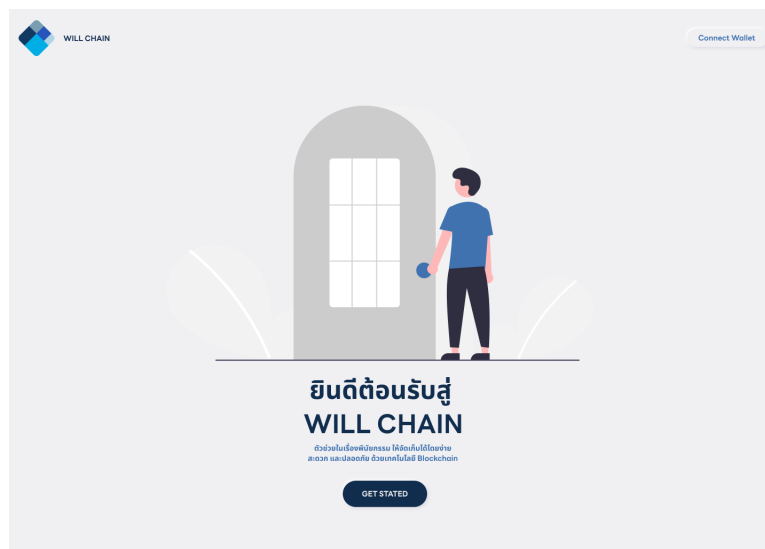 WILL CHAIN
Connect Wallet
ยินดีต้อนรับสู่
WILL CHAIN
ตัวช่วยในเรื่องพินัยกรรม ให้จัดเก็บได้โดยง่าย
สะดวก และปลอดภัย ด้วยเทคโนโลยี Blockchain
GET STATED